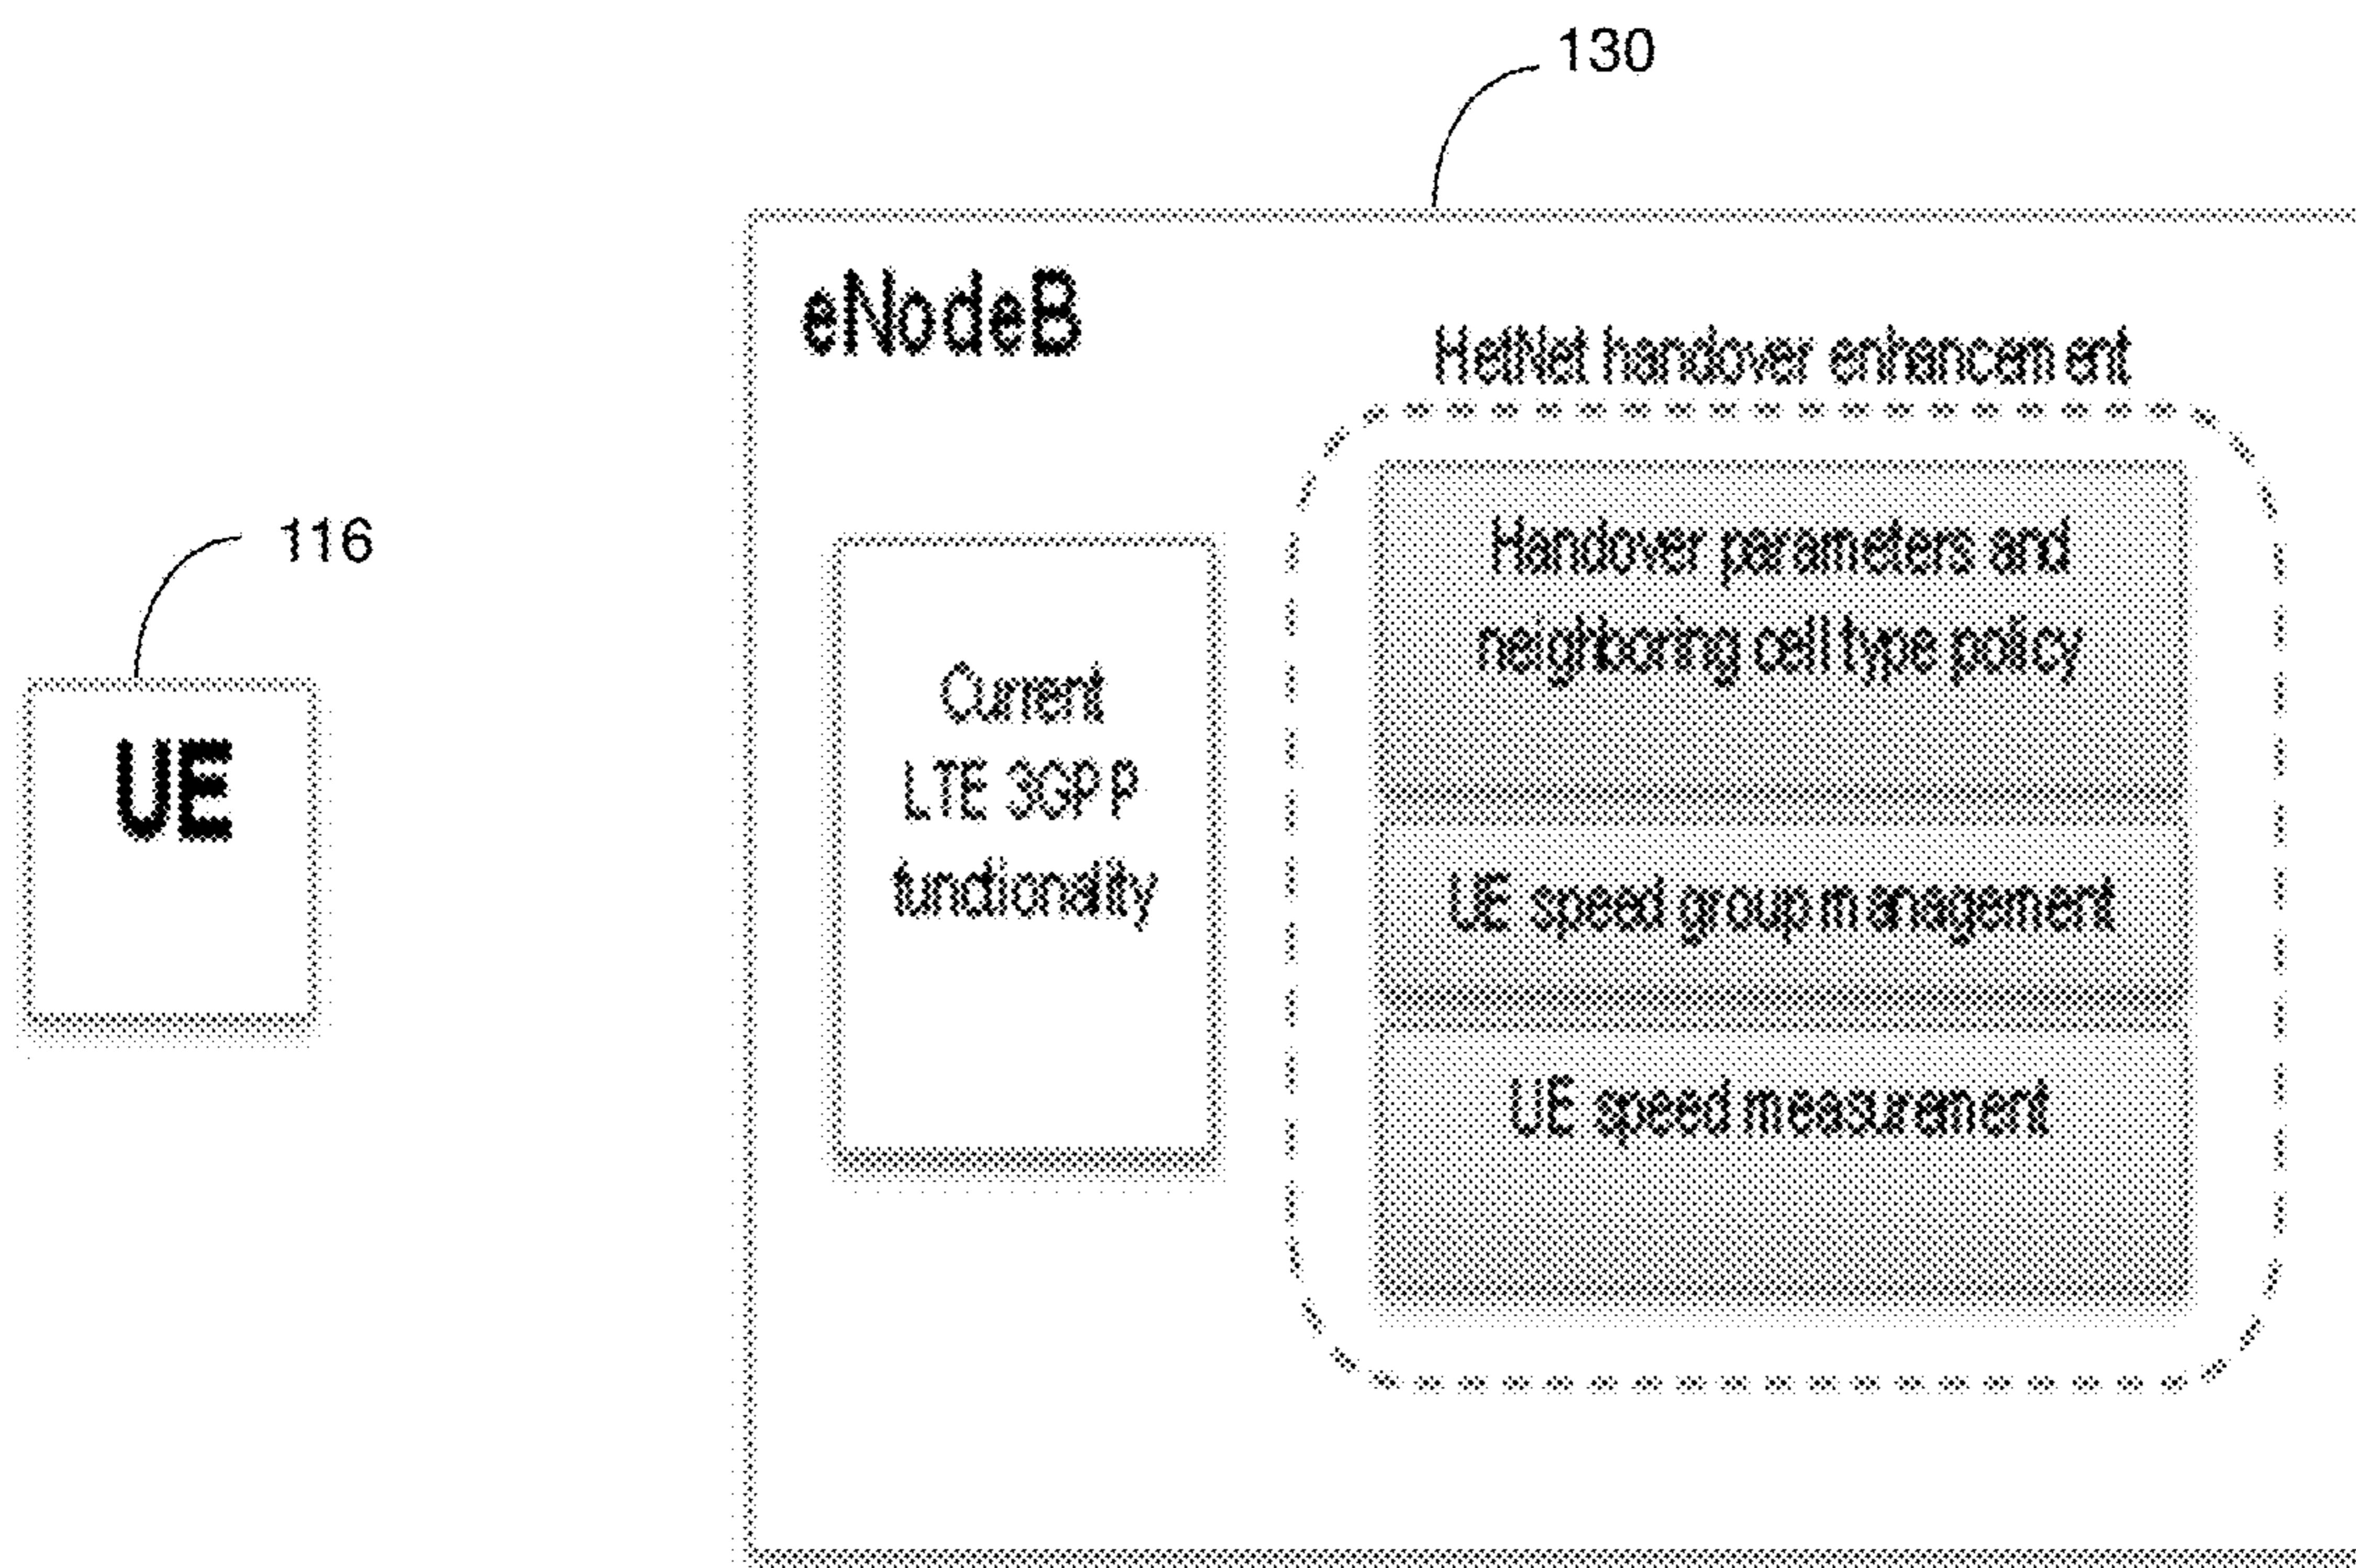 130
eNodeB
HetNet handover enhancement
116
Handover parameters and
neighboring cell type policy
UE
Current
LTE 3GPP
functionality
UE speed group management
UE speed measurement